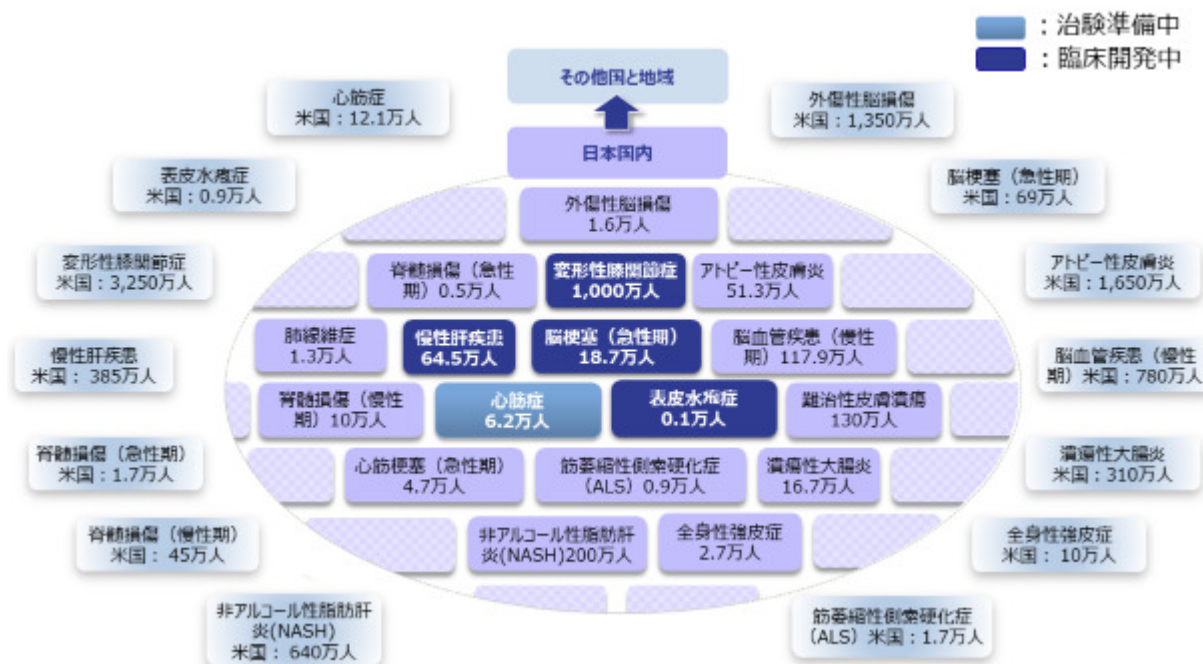 ：治験準備中
：臨床開発中
その他国と地域
日本国内
心筋症
米国：12.1万人
外傷性脳損傷
米国：1,350万人
表皮水疱症
米国：0.9万人
脳梗塞（急性期）
米国：69万人
変形性膝関節症
米国：3,250万人
アトピー性皮膚炎
米国：1,650万人
慢性肝疾患
米国： 385万人
脳血管疾患（慢性
期）米国：780万人
脊髄損傷（急性期）
米国：1.7万人
潰瘍性大腸炎
米国：310万人
脊髄損傷（慢性期）
米国： 45万人
全身性強皮症
米国： 10万人
非アルコール性脂肪肝
炎(NASH)
米国： 640万人
筋萎縮性側索硬化症
（ALS）米国：1.7万人
外傷性脳損傷
1.6万人
脊髄損傷（急性
期）0.5万人
変形性膝関節症
1,000万人
アトピー性皮膚炎
51.3万人
肺線維症
1.3万人
慢性肝疾患
64.5万人
脳梗塞（急性期）
18.7万人
脳血管疾患（慢性
期）117.9万人
脊髄損傷（慢性
期）10万人
心筋症
6.2万人
表皮水疱症
0.1万人
難治性皮膚潰瘍
130万人
心筋梗塞（急性期）
4.7万人
筋萎縮性側索硬化症
（ALS）0.9万人
潰瘍性大腸炎
16.7万人
非アルコール性脂肪肝
炎(NASH)200万人
全身性強皮症
2.7万人